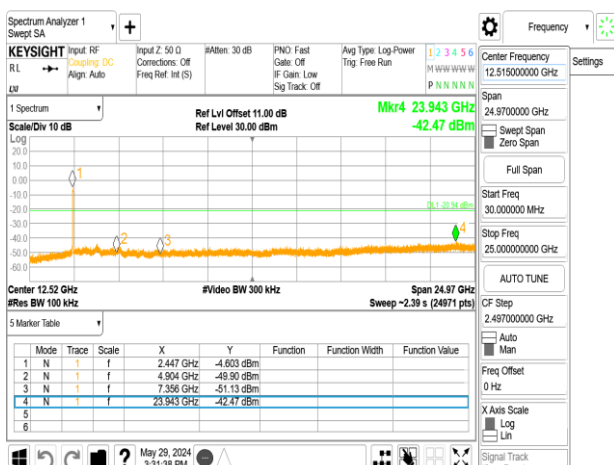 Spectrum Analyzer 1
Swept SA
Frequency
KEYSIGHT
RL
Input: RF
Coupling: DC
Align: Auto
Input Z: 50 Ω
Corrections: Off
Freq Ref: Int (S)
#Atten: 30 dB
PNO: Fast
Gate: Off
IF Gain: Low
Sig Track: Off
Avg Type: Log-Power
Trig: Free Run
1 2 3 4 5 6
M W W W W W
P N N N N N
LXI
1 Spectrum
Scale/Div 10 dB
Ref Lvl Offset 11.00 dB
Ref Level 30.00 dBm
Mkr4 23.943 GHz
-42.47 dBm
Log
20.0
10.0
0.00
-10.0
-20.0
-30.0
-40.0
-50.0
-60.0
1
2
3
4
DL1 -20.94 dBm
Center 12.52 GHz
#Res BW 100 kHz
#Video BW 300 kHz
Span 24.97 GHz
Sweep ~2.39 s (24971 pts)
5 Marker Table
Mode Trace Scale X Y Function Function Width Function Value
1 N 1 f 2.447 GHz -4.603 dBm
2 N 1 f 4.904 GHz -49.90 dBm
3 N 1 f 7.356 GHz -51.13 dBm
4 N 1 f 23.943 GHz -42.47 dBm
5
6
May 29, 2024
3:31:38 PM
Center Frequency
12.515000000 GHz
Settings
Span
24.9700000 GHz
Swept Span
Zero Span
Full Span
Start Freq
30.000000 MHz
Stop Freq
25.000000000 GHz
AUTO TUNE
CF Step
2.497000000 GHz
Auto
Man
Freq Offset
0 Hz
X Axis Scale
Log
Lin
Signal Track